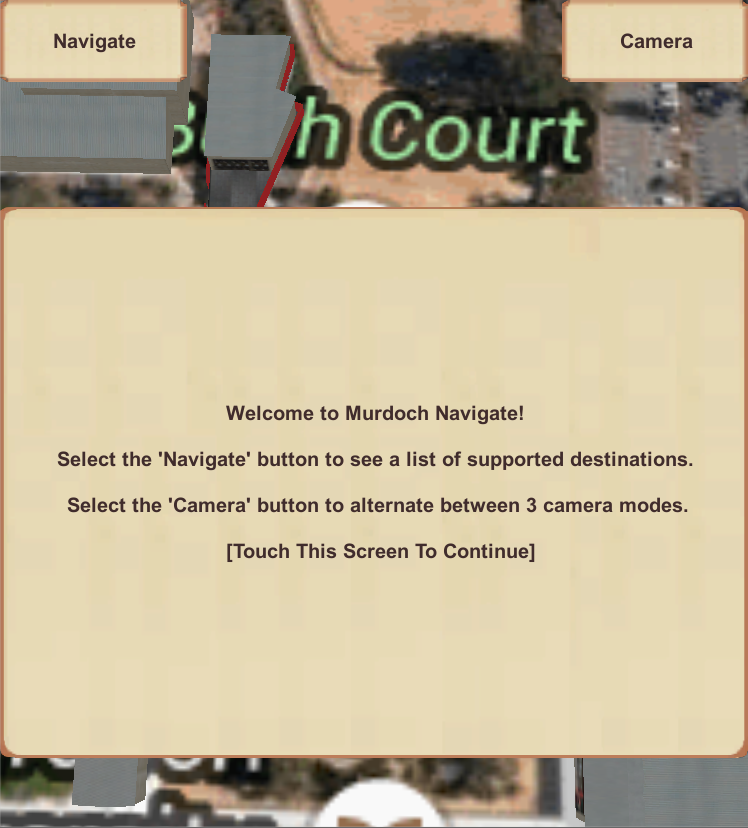 Navigate
Camera
Court
Welcome to Murdoch Navigate!
Select the 'Navigate' button to see a list of supported destinations.
Select the 'Camera' button to alternate between 3 camera modes.
[Touch This Screen To Continue]